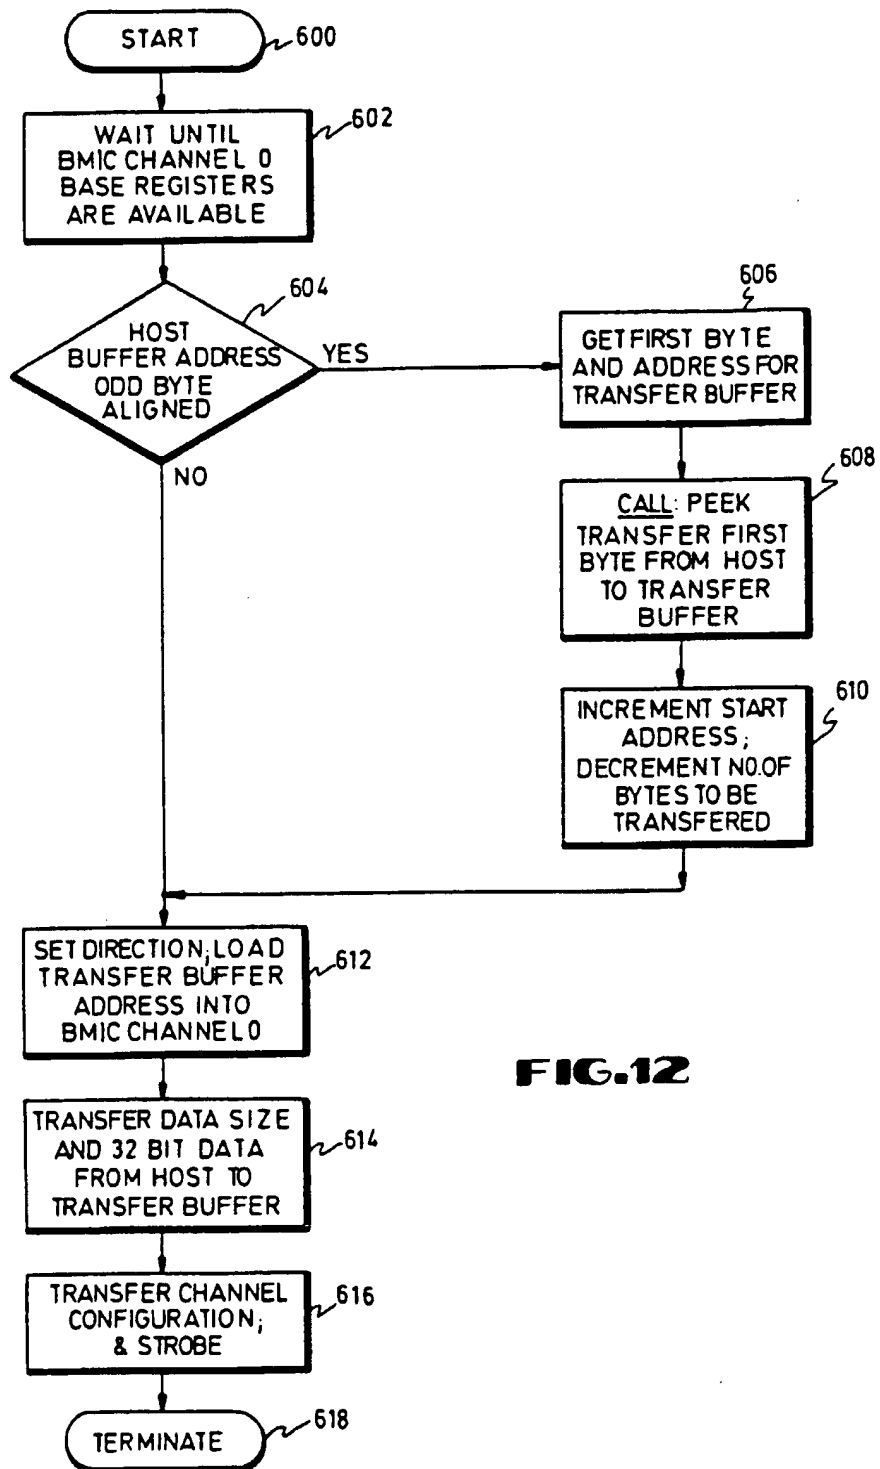 START
600
WAIT UNTIL
BMIC CHANNEL 0
BASE REGISTERS
ARE AVAILABLE
602
HOST
BUFFER ADDRESS
ODD BYTE
ALIGNED
604
YES
NO
606
GET FIRST BYTE
AND ADDRESS FOR
TRANSFER BUFFER
608
CALL: PEEK
TRANSFER FIRST
BYTE FROM HOST
TO TRANSFER
BUFFER
610
INCREMENT START
ADDRESS;
DECREMENT NO.OF
BYTES TO BE
TRANSFERED
SET DIRECTION; LOAD
TRANSFER BUFFER
ADDRESS INTO
BMIC CHANNEL 0
612
TRANSFER DATA SIZE
AND 32 BIT DATA
FROM HOST TO
TRANSFER BUFFER
614
TRANSFER CHANNEL
CONFIGURATION;
& STROBE
616
TERMINATE
618
FIG.12